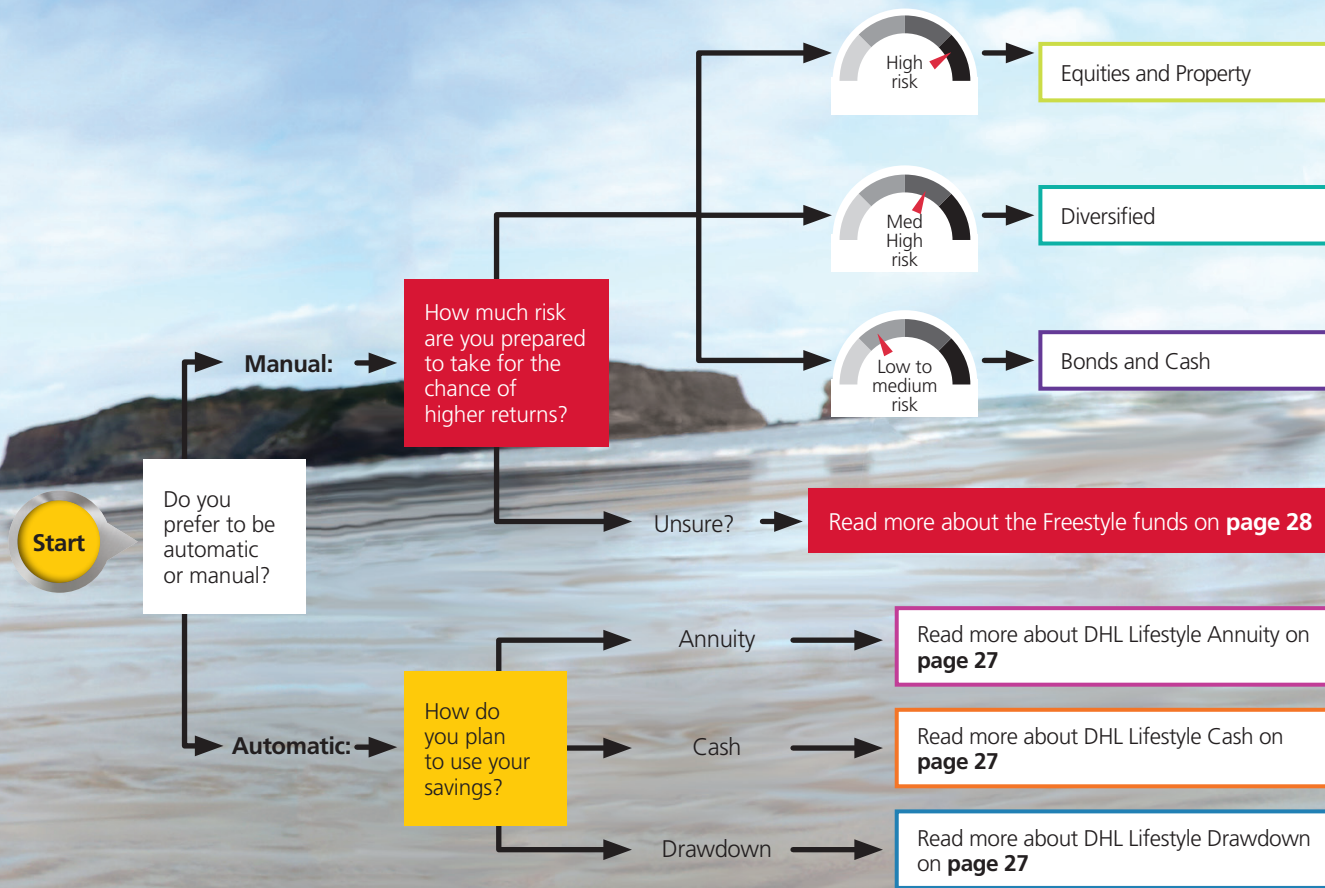 High
risk
Equities and Property
Med
High
risk
Diversified
Low to
medium
risk
Bonds and Cash
How much risk
are you prepared
to take for the
chance of
higher returns?
Manual:
Start
Do you
prefer to be
automatic
or manual?
Unsure?
Read more about the Freestyle funds on page 28
Automatic:
How do
you plan
to use your
savings?
Annuity
Read more about DHL Lifestyle Annuity on
page 27
Cash
Read more about DHL Lifestyle Cash on
page 27
Drawdown
Read more about DHL Lifestyle Drawdown
on page 27